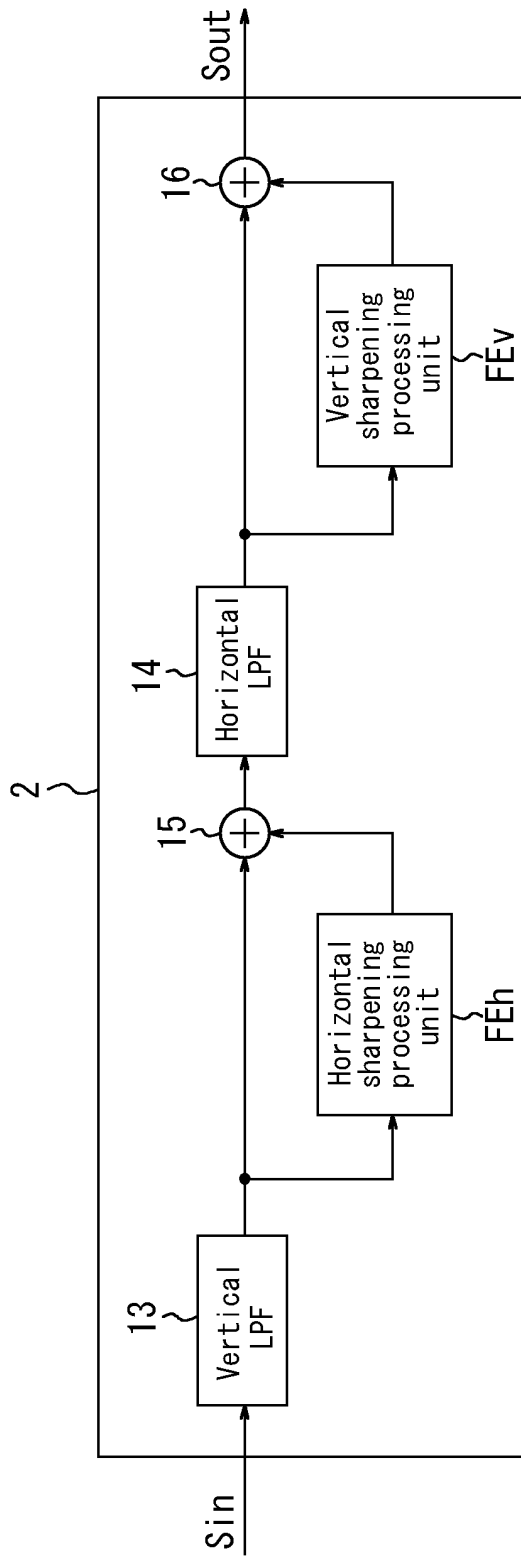 2
Sin
13
Vertical
LPF
Horizontal
sharpening
processing
unit
FEh
15
14
Horizontal
LPF
Vertical
sharpening
processing
unit
FEv
16
Sout